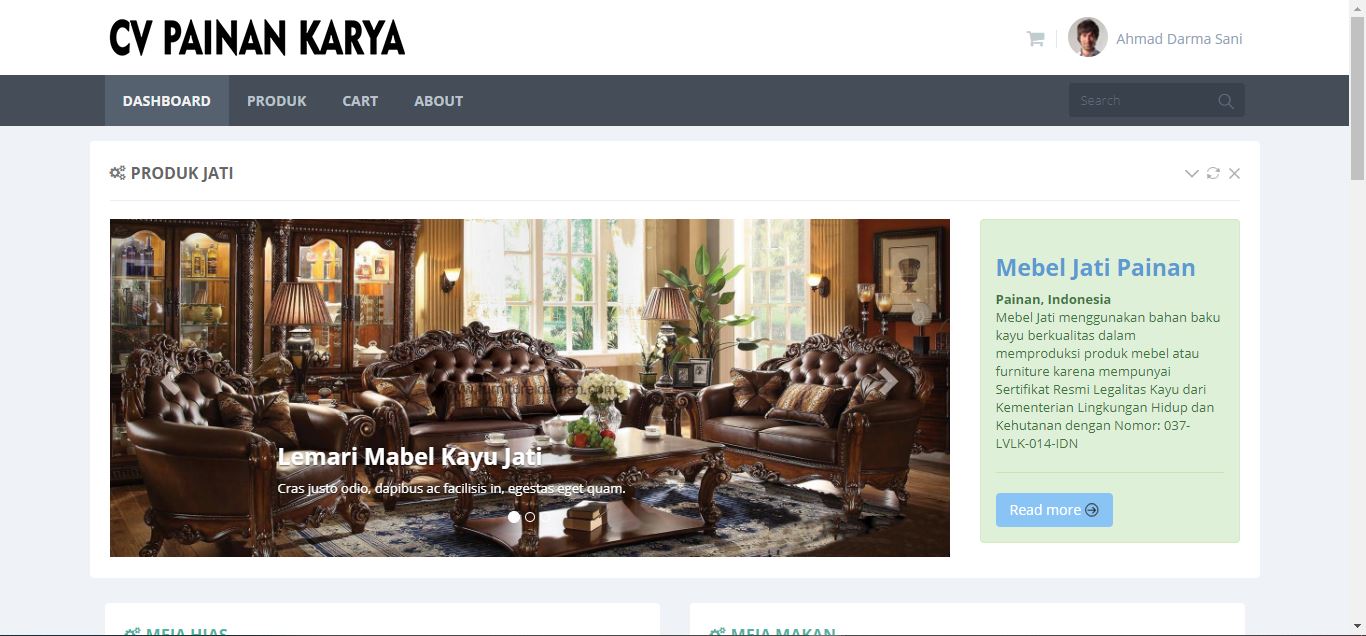 CV PAINAN KARYA
Ahmad Darma Sani
DASHBOARD PRODUK CART ABOUT
Search
PRODUK JATI
Lemari Mabel Kayu Jati
Cras justo odio, dapibus ac facilisis in, egestas eget quam.
Mebel Jati Painan
Painan, Indonesia
Mebel Jati menggunakan bahan baku
kayu berkualitas dalam
memproduksi produk mebel atau
furniture karena mempunyai
Sertifikat Resmi Legalitas Kayu dari
Kementerian Lingkungan Hidup dan
Kehutanan dengan Nomor: 037-
LVLK-014-IDN
Read more
MEJA HIAS
MEJA MAKAN